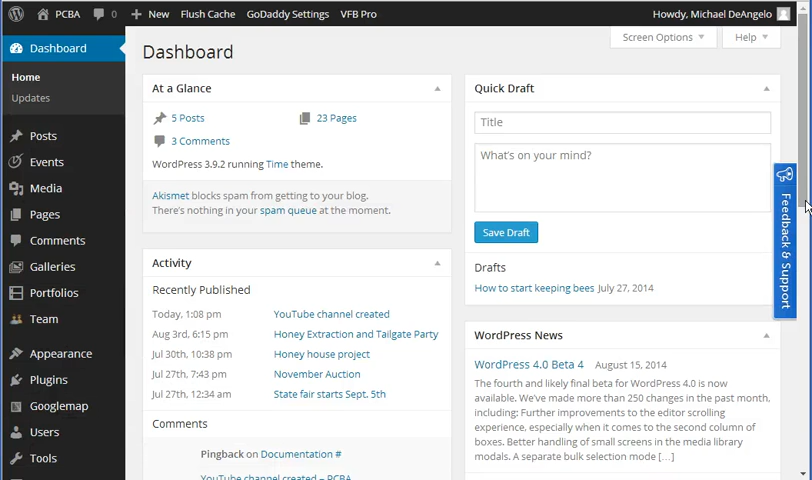 PCBA 0 New Flush Cache GoDaddy Settings VFB Pro Howdy, Michael DeAngelo
Screen Options Help
Dashboard
Home
Updates
Posts
Events
Media
Pages
Comments
Galleries
Portfolios
Team
Appearance
Plugins
Googlemap
Users
Tools
Dashboard
At a Glance
5 Posts 23 Pages
3 Comments
WordPress 3.9.2 running Time theme.
Akismet blocks spam from getting to your blog.
There's nothing in your spam queue at the moment.
Activity
Recently Published
Today, 1:08 pm YouTube channel created
Aug 3rd, 6:15 pm Honey Extraction and Tailgate Party
Jul 30th, 10:38 pm Honey house project
Jul 27th, 7:43 pm November Auction
Jul 27th, 12:34 am State fair starts Sept. 5th
Comments
Pingback on Documentation #
YouTube channel created – PCBA
Quick Draft
Title
What's on your mind?
Save Draft
Drafts
How to start keeping bees July 27, 2014
WordPress News
WordPress 4.0 Beta 4 August 15, 2014
The fourth and likely final beta for WordPress 4.0 is now
available. We've made more than 250 changes in the past month,
including: Further improvements to the editor scrolling
experience, especially when it comes to the second column of
boxes. Better handling of small screens in the media library
modals. A separate bulk selection mode […]
Feedback & Support